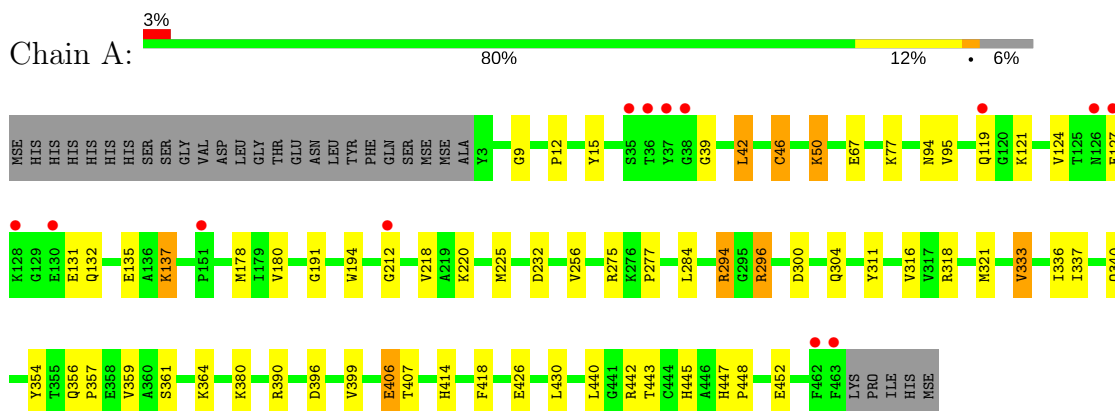 3%
Chain A:
80% 12% • 6%
MSE HIS HIS HIS HIS HIS HIS SER SER GLY VAL ASP LEU GLY THR GLU ASN LEU TYR PHE GLN SER MSE MSE ALA Y3 G9 P12 Y15 S35 T36 Y37 G38 G39 L42 C46 K50 E67 K77 N94 V95 Q119 G120 K121 V124 T125 N126 E127
K128 G129 E130 E131 Q132 E135 A136 K137 P151 M178 I179 V180 G191 W194 G212 V218 A219 K220 M225 D232 V256 R275 K276 P277 L284 R294 G295 R296 D300 Q304 Y311 V316 V317 R318 M321 V333 I336 I337
Y354 T355 Q356 P357 E358 V359 A360 S361 K364 K380 R390 D396 V399 E406 T407 H414 F418 E426 L430 L440 G441 R442 T443 C444 H445 A446 H447 P448 E452 F462 F463 LYS PRO ILE HIS MSE